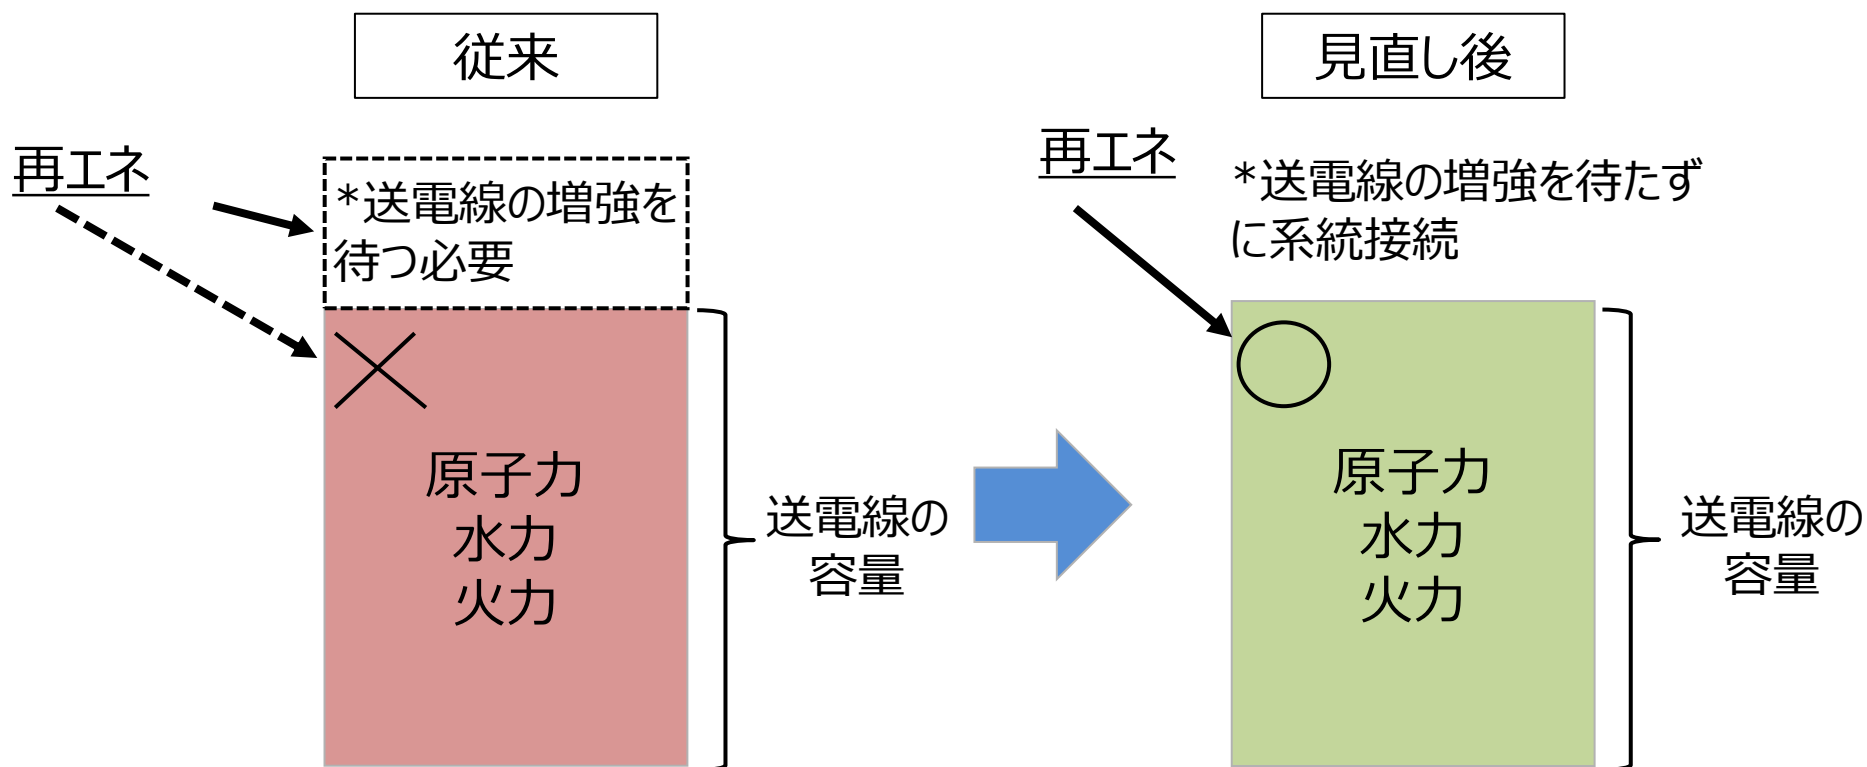 従来
再エネ
*送電線の増強を
待つ必要
原子力
水力
火力
送電線の
容量
見直し後
再エネ
*送電線の増強を待たず
に系統接続
原子力
水力
火力
送電線の
容量